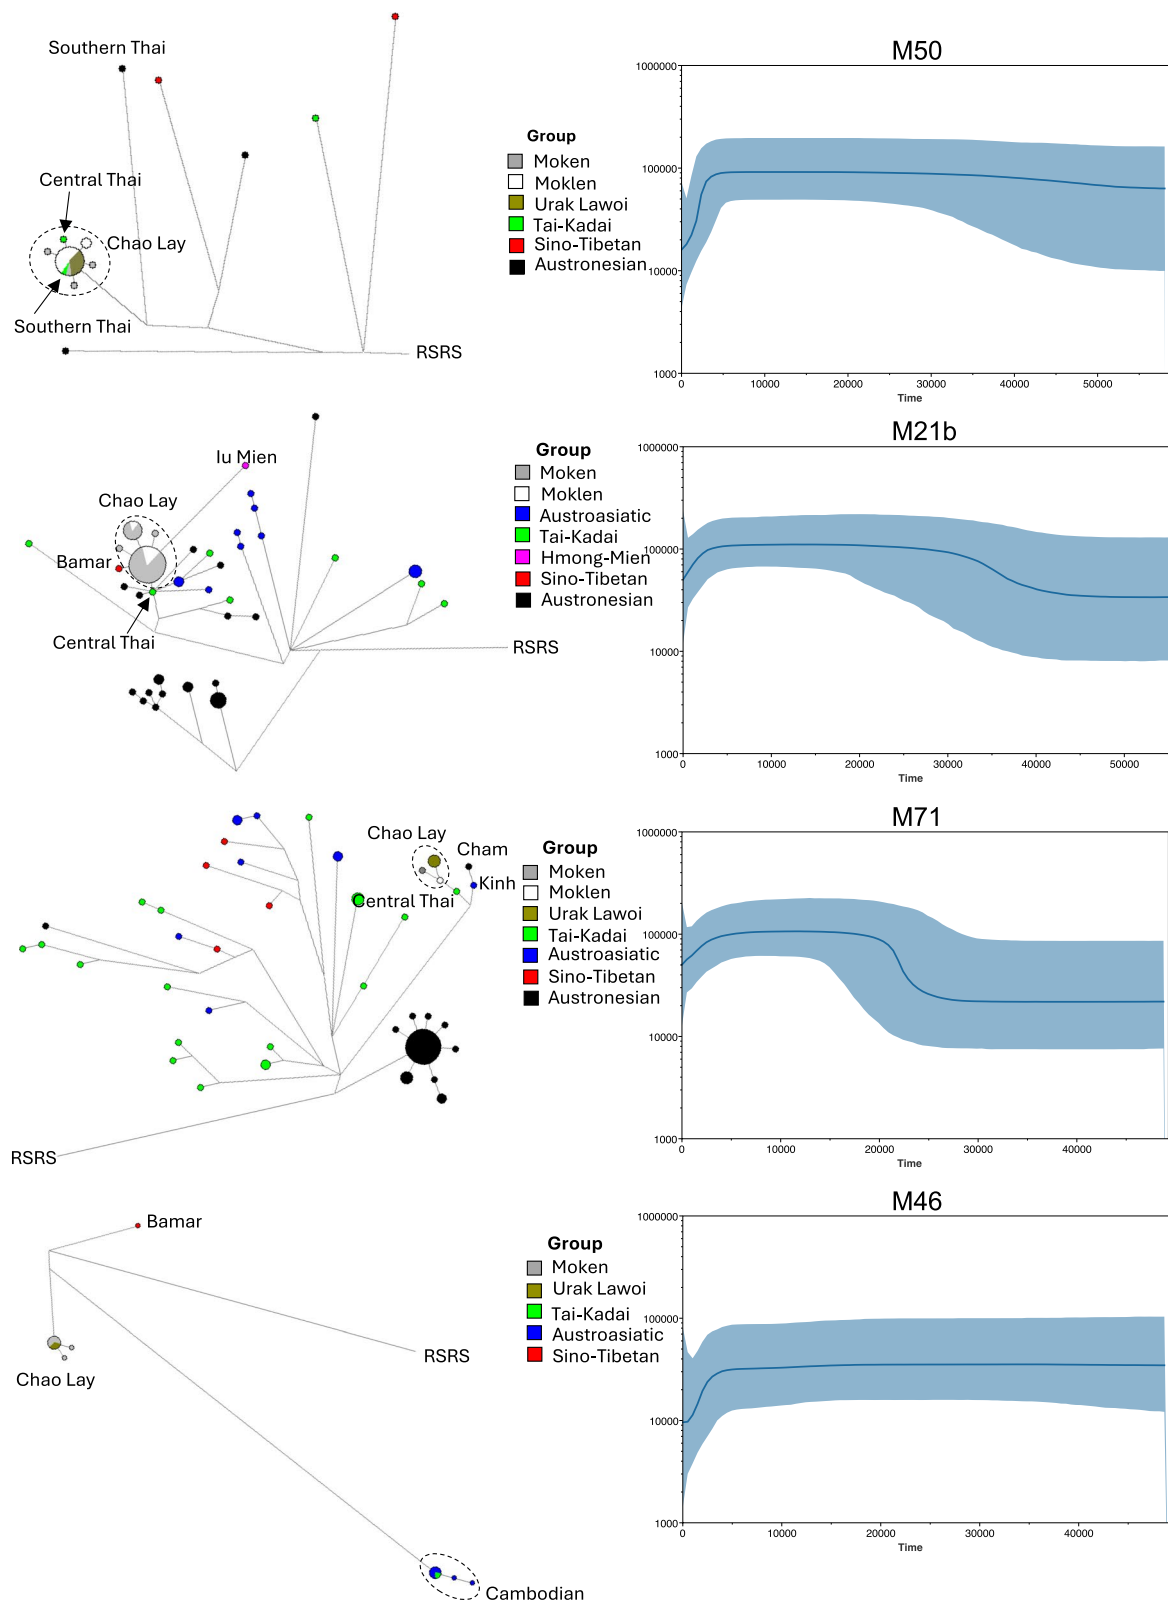 Southern Thai
Central Thai
Chao Lay
Southern Thai
RSRS
Group
Moken
Moklen
Urak Lawoi
Tai-Kadai
Sino-Tibetan
Austronesian
M50
1000000
100000
10000
1000
0 10000 20000 30000 40000 50000
Time
Iu Mien
Chao Lay
Bamar
Central Thai
RSRS
Group
Moken
Moklen
Austroasiatic
Tai-Kadai
Hmong-Mien
Sino-Tibetan
Austronesian
M21b
1000000
100000
10000
1000
0 10000 20000 30000 40000 50000
Time
Chao Lay
Cham
Kinh
Central Thai
RSRS
Group
Moken
Moklen
Urak Lawoi
Tai-Kadai
Austroasiatic
Sino-Tibetan
Austronesian
M71
1000000
100000
10000
1000
0 10000 20000 30000 40000
Time
Bamar
RSRS
Chao Lay
Cambodian
Group
Moken
Urak Lawoi
Tai-Kadai
Austroasiatic
Sino-Tibetan
M46
1000000
100000
10000
1000
0 10000 20000 30000 40000
Time